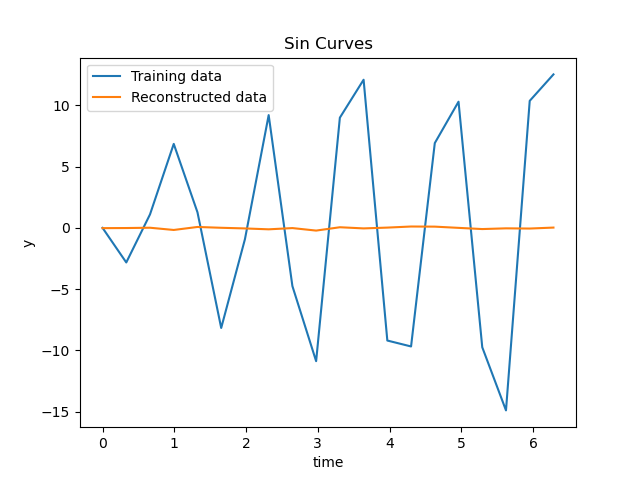 Sin Curves
Training data
Reconstructed data
10
5
0
−5
−10
−15
y
0 1 2 3 4 5 6
time